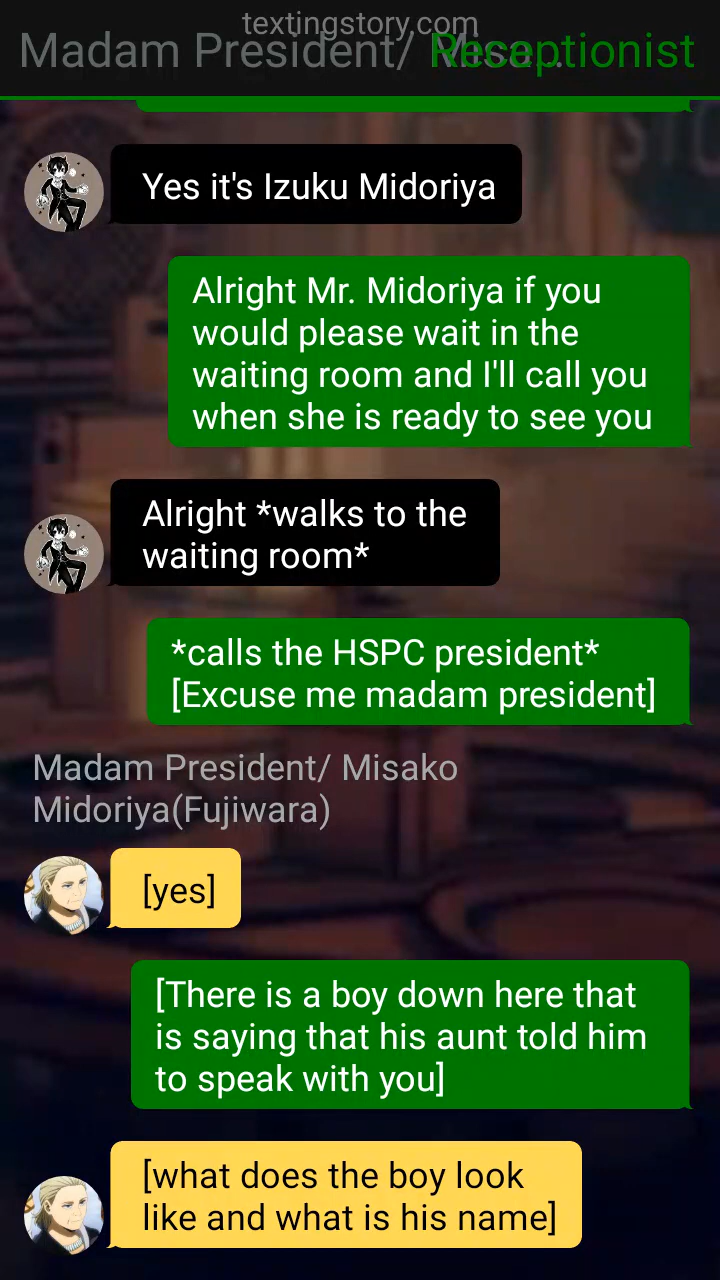 textingstory.com
Madam President/ Misa...
Receptionist
Yes it's Izuku Midoriya
Alright Mr. Midoriya if you
would please wait in the
waiting room and I'll call you
when she is ready to see you
Alright *walks to the
waiting room*
*calls the HSPC president*
[Excuse me madam president]
Madam President/ Misako
Midoriya(Fujiwara)
[yes]
[There is a boy down here that
is saying that his aunt told him
to speak with you]
[what does the boy look
like and what is his name]